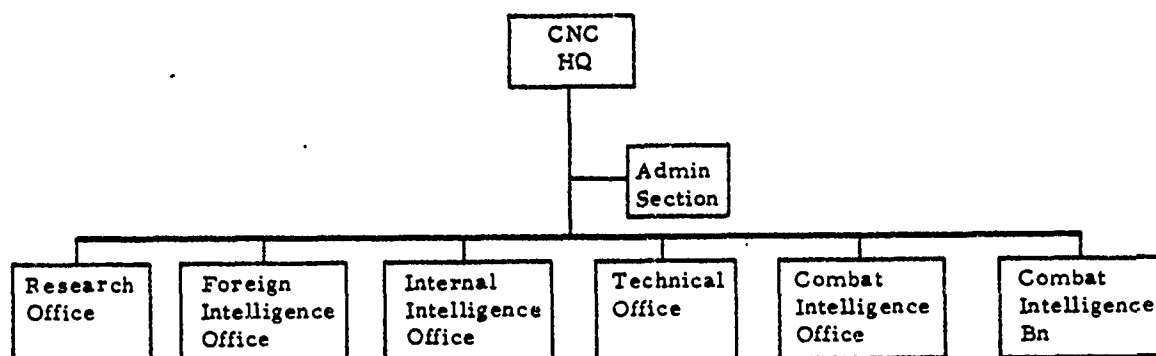 CNC
HQ
Admin
Section
Research
Office
Foreign
Intelligence
Office
Internal
Intelligence
Office
Technical
Office
Combat
Intelligence
Office
Combat
Intelligence
Bn